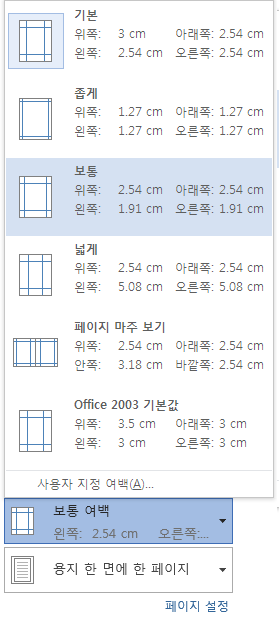 기본
위쪽: 3 cm 아래쪽: 2.54 cm
왼쪽: 2.54 cm 오른쪽: 2.54 cm
좁게
위쪽: 1.27 cm 아래쪽: 1.27 cm
왼쪽: 1.27 cm 오른쪽: 1.27 cm
보통
위쪽: 2.54 cm 아래쪽: 2.54 cm
왼쪽: 1.91 cm 오른쪽: 1.91 cm
넓게
위쪽: 2.54 cm 아래쪽: 2.54 cm
왼쪽: 5.08 cm 오른쪽: 5.08 cm
페이지 마주 보기
위쪽: 2.54 cm 아래쪽: 2.54 cm
안쪽: 3.18 cm 바깥쪽: 2.54 cm
Office 2003 기본값
위쪽: 3.5 cm 아래쪽: 3 cm
왼쪽: 3 cm 오른쪽: 3 cm
사용자 지정 여백(A)...
보통 여백
왼쪽: 2.54 cm 오른쪽:...
용지 한 면에 한 페이지
페이지 설정